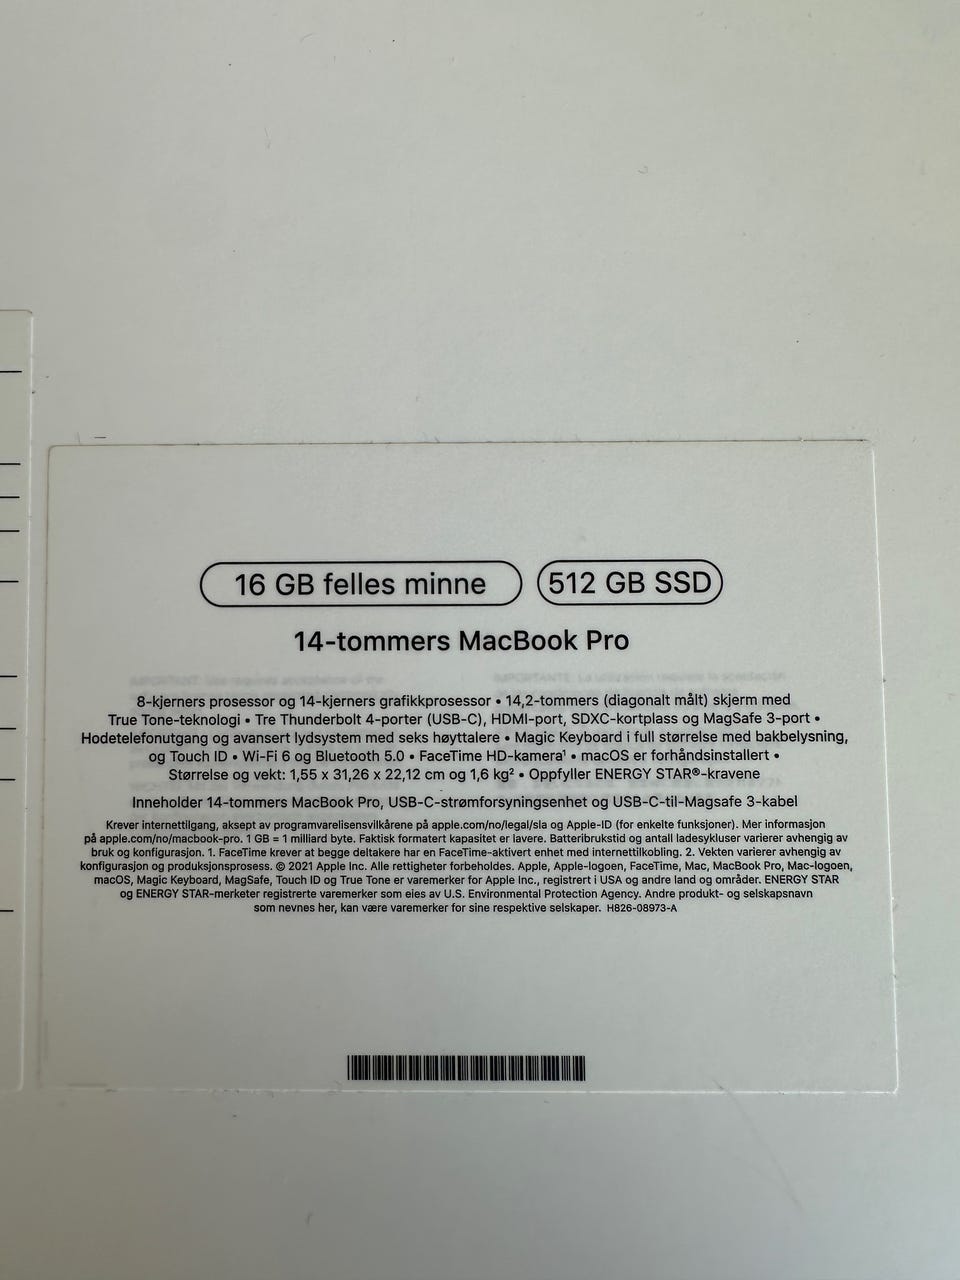 16 GB felles minne 512 GB SSD
14-tommers MacBook Pro
8-kjerners prosessor og 14-kjerners grafikkprosessor • 14,2-tommers (diagonalt målt) skjerm med
True Tone-teknologi • Tre Thunderbolt 4-porter (USB-C), HDMI-port, SDXC-kortplass og MagSafe 3-port •
Hodetelefonutgang og avansert lydsystem med seks høyttalere • Magic Keyboard i full størrelse med bakbelysning,
og Touch ID • Wi-Fi 6 og Bluetooth 5.0 • FaceTime HD-kamera¹ • macOS er forhåndsinstallert •
Størrelse og vekt: 1,55 x 31,26 x 22,12 cm og 1,6 kg² • Oppfyller ENERGY STAR®-kravene
Inneholder 14-tommers MacBook Pro, USB-C-strømforsyningsenhet og USB-C-til-Magsafe 3-kabel
Krever internettilgang, aksept av programvarelisensvilkårene på apple.com/no/legal/sla og Apple-ID (for enkelte funksjoner). Mer informasjon
på apple.com/no/macbook-pro. 1 GB = 1 milliard byte. Faktisk formatert kapasitet er lavere. Batteribrukstid og antall ladesykluser varierer avhengig av
bruk og konfigurasjon. 1. FaceTime krever at begge deltakere har en FaceTime-aktivert enhet med internettilkobling. 2. Vekten varierer avhengig av
konfigurasjon og produksjonsprosess. © 2021 Apple Inc. Alle rettigheter forbeholdes. Apple, Apple-logoen, FaceTime, Mac, MacBook Pro, Mac-logoen,
macOS, Magic Keyboard, MagSafe, Touch ID og True Tone er varemerker for Apple Inc., registrert i USA og andre land og områder. ENERGY STAR
og ENERGY STAR-merket er registrerte varemerker som eies av U.S. Environmental Protection Agency. Andre produkt- og selskapsnavn
som nevnes her, kan være varemerker for sine respektive selskaper. H826-08973-A